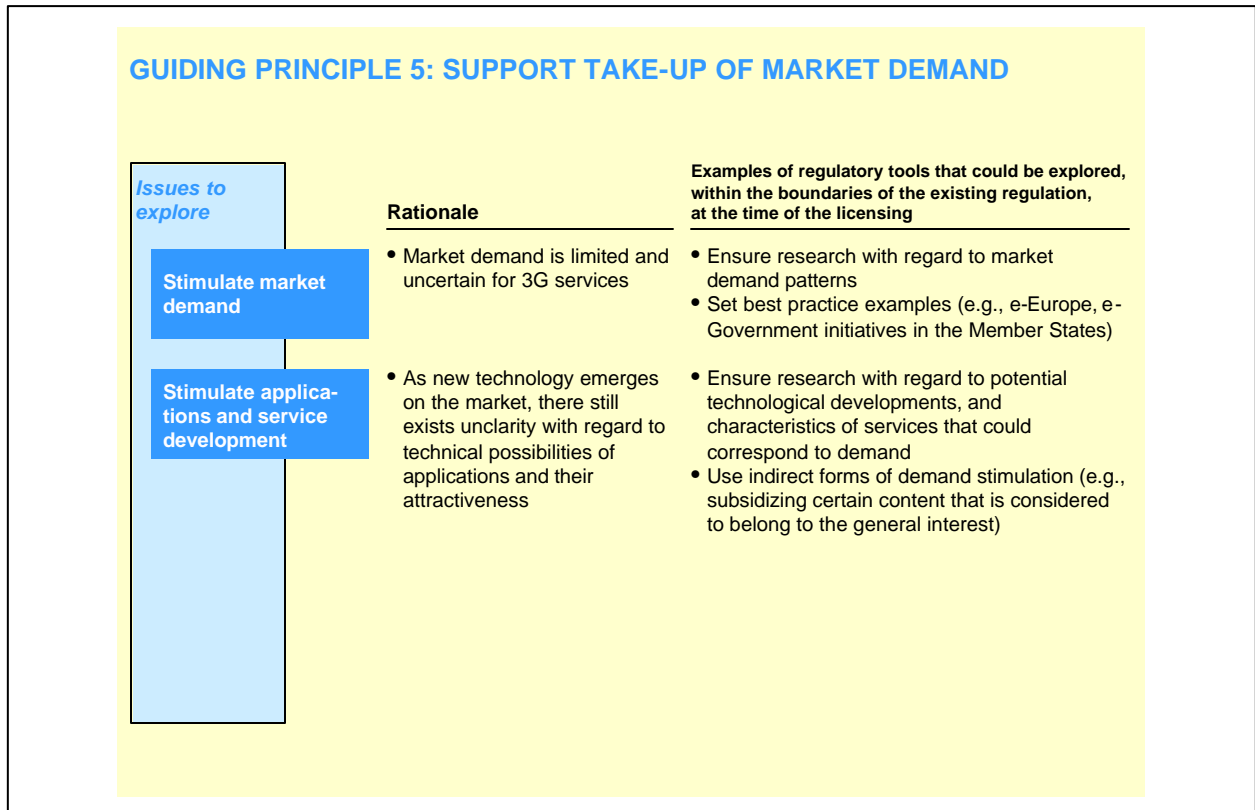 GUIDING PRINCIPLE 5: SUPPORT TAKE-UP OF MARKET DEMAND
Issues to
explore
Rationale
Examples of regulatory tools that could be explored,
within the boundaries of the existing regulation,
at the time of the licensing
Stimulate market
demand
• Market demand is limited and
uncertain for 3G services
• Ensure research with regard to market
demand patterns
• Set best practice examples (e.g., e-Europe, e-
Government initiatives in the Member States)
Stimulate applica-
tions and service
development
• As new technology emerges
on the market, there still
exists unclarity with regard to
technical possibilities of
applications and their
attractiveness
• Ensure research with regard to potential
technological developments, and
characteristics of services that could
correspond to demand
• Use indirect forms of demand stimulation (e.g.,
subsidizing certain content that is considered
to belong to the general interest)